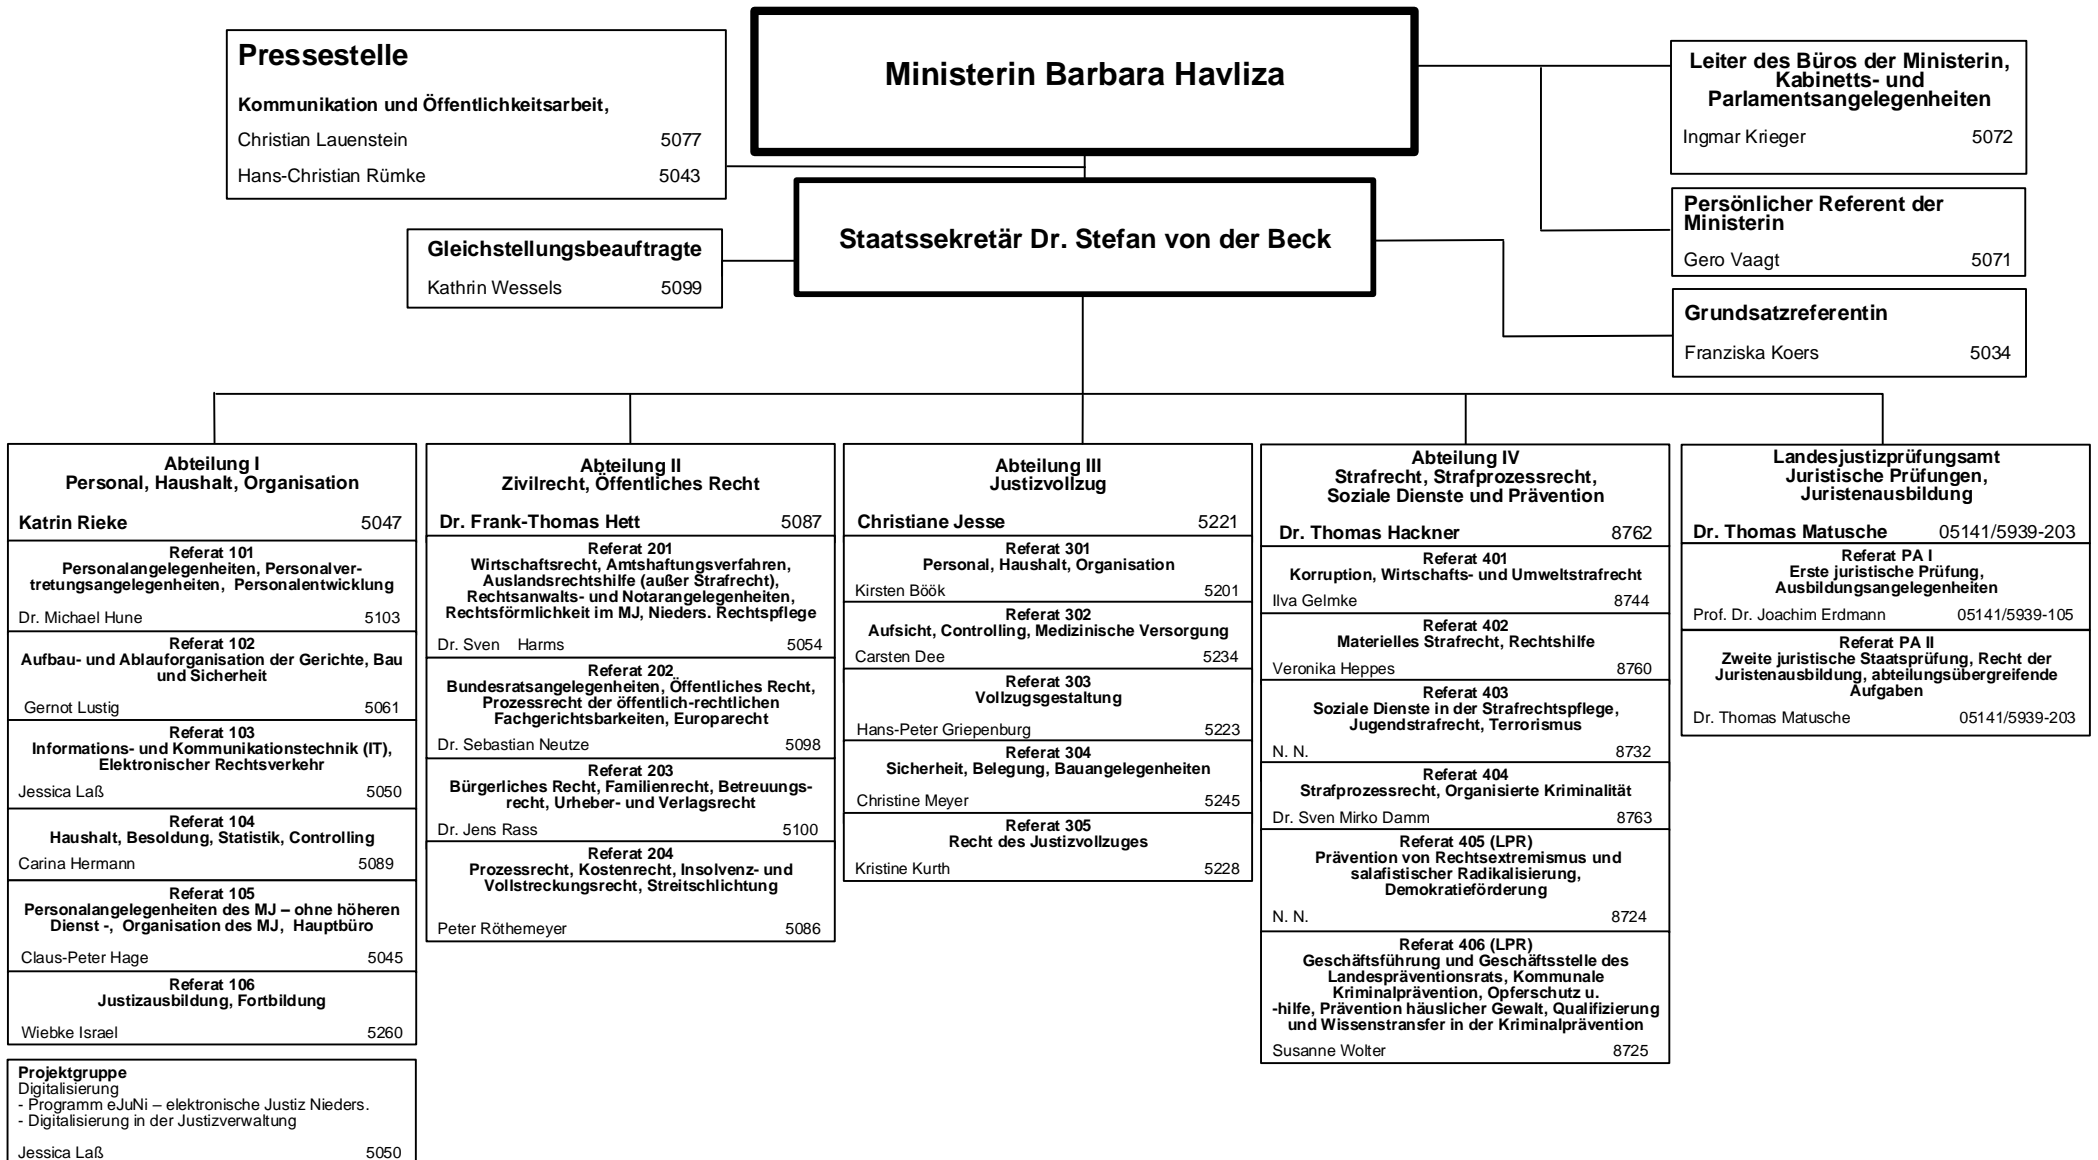 Pressestelle
Kommunikation und Öffentlichkeitsarbeit,
Christian Lauenstein 5077
Hans-Christian Rümke 5043
Ministerin Barbara Havliza
Leiter des Büros der Ministerin,
Kabinetts- und
Parlamentsangelegenheiten
Ingmar Krieger 5072
Persönlicher Referent der
Ministerin
Gero Vaagt 5071
Staatssekretär Dr. Stefan von der Beck
Gleichstellungsbeauftragte
Kathrin Wessels 5099
Grundsatzreferentin
Franziska Koers 5034
Abteilung I
Personal, Haushalt, Organisation
Katrin Rieke 5047
Referat 101
Personalangelegenheiten, Personalver-
tretungsangelegenheiten, Personalentwicklung
Dr. Michael Hune 5103
Referat 102
Aufbau- und Ablauforganisation der Gerichte, Bau
und Sicherheit
Gernot Lustig 5061
Referat 103
Informations- und Kommunikationstechnik (IT),
Elektronischer Rechtsverkehr
Jessica Laß 5050
Referat 104
Haushalt, Besoldung, Statistik, Controlling
Carina Hermann 5089
Referat 105
Personalangelegenheiten des MJ – ohne höheren
Dienst -, Organisation des MJ, Hauptbüro
Claus-Peter Hage 5045
Referat 106
Justizausbildung, Fortbildung
Wiebke Israel 5260
Projektgruppe
Digitalisierung
- Programm eJuNi – elektronische Justiz Nieders.
- Digitalisierung in der Justizverwaltung
Jessica Laß 5050
Abteilung II
Zivilrecht, Öffentliches Recht
Dr. Frank-Thomas Hett 5087
Referat 201
Wirtschaftsrecht, Amtshaftungsverfahren,
Auslandsrechtshilfe (außer Strafrecht),
Rechtsanwalts- und Notarangelegenheiten,
Rechtsförmlichkeit im MJ, Nieders. Rechtspflege
Dr. Sven Harms 5054
Referat 202
Bundesratsangelegenheiten, Öffentliches Recht,
Prozessrecht der öffentlich-rechtlichen
Fachgerichtsbarkeiten, Europarecht
Dr. Sebastian Neutze 5098
Referat 203
Bürgerliches Recht, Familienrecht, Betreuungs-
recht, Urheber- und Verlagsrecht
Dr. Jens Rass 5100
Referat 204
Prozessrecht, Kostenrecht, Insolvenz- und
Vollstreckungsrecht, Streitschlichtung
Peter Röthemeyer 5086
Abteilung III
Justizvollzug
Christiane Jesse 5221
Referat 301
Personal, Haushalt, Organisation
Kirsten Böök 5201
Referat 302
Aufsicht, Controlling, Medizinische Versorgung
Carsten Dee 5234
Referat 303
Vollzugsgestaltung
Hans-Peter Griepenburg 5223
Referat 304
Sicherheit, Belegung, Bauangelegenheiten
Christine Meyer 5245
Referat 305
Recht des Justizvollzuges
Kristine Kurth 5228
Abteilung IV
Strafrecht, Strafprozessrecht,
Soziale Dienste und Prävention
Dr. Thomas Hackner 8762
Referat 401
Korruption, Wirtschafts- und Umweltstrafrecht
Ilva Gelmke 8744
Referat 402
Materielles Strafrecht, Rechtshilfe
Veronika Heppes 8760
Referat 403
Soziale Dienste in der Strafrechtspflege,
Jugendstrafrecht, Terrorismus
N. N. 8732
Referat 404
Strafprozessrecht, Organisierte Kriminalität
Dr. Sven Mirko Damm 8763
Referat 405 (LPR)
Prävention von Rechtsextremismus und
salafistischer Radikalisierung,
Demokratieförderung
N. N. 8724
Referat 406 (LPR)
Geschäftsführung und Geschäftsstelle des
Landespräventionsrats, Kommunale
Kriminalprävention, Opferschutz u.
-hilfe, Prävention häuslicher Gewalt, Qualifizierung
und Wissenstransfer in der Kriminalprävention
Susanne Wolter 8725
Landesjustizprüfungsamt
Juristische Prüfungen,
Juristenausbildung
Dr. Thomas Matusche 05141/5939-203
Referat PA I
Erste juristische Prüfung,
Ausbildungsangelegenheiten
Prof. Dr. Joachim Erdmann 05141/5939-105
Referat PA II
Zweite juristische Staatsprüfung, Recht der
Juristenausbildung, abteilungsübergreifende
Aufgaben
Dr. Thomas Matusche 05141/5939-203